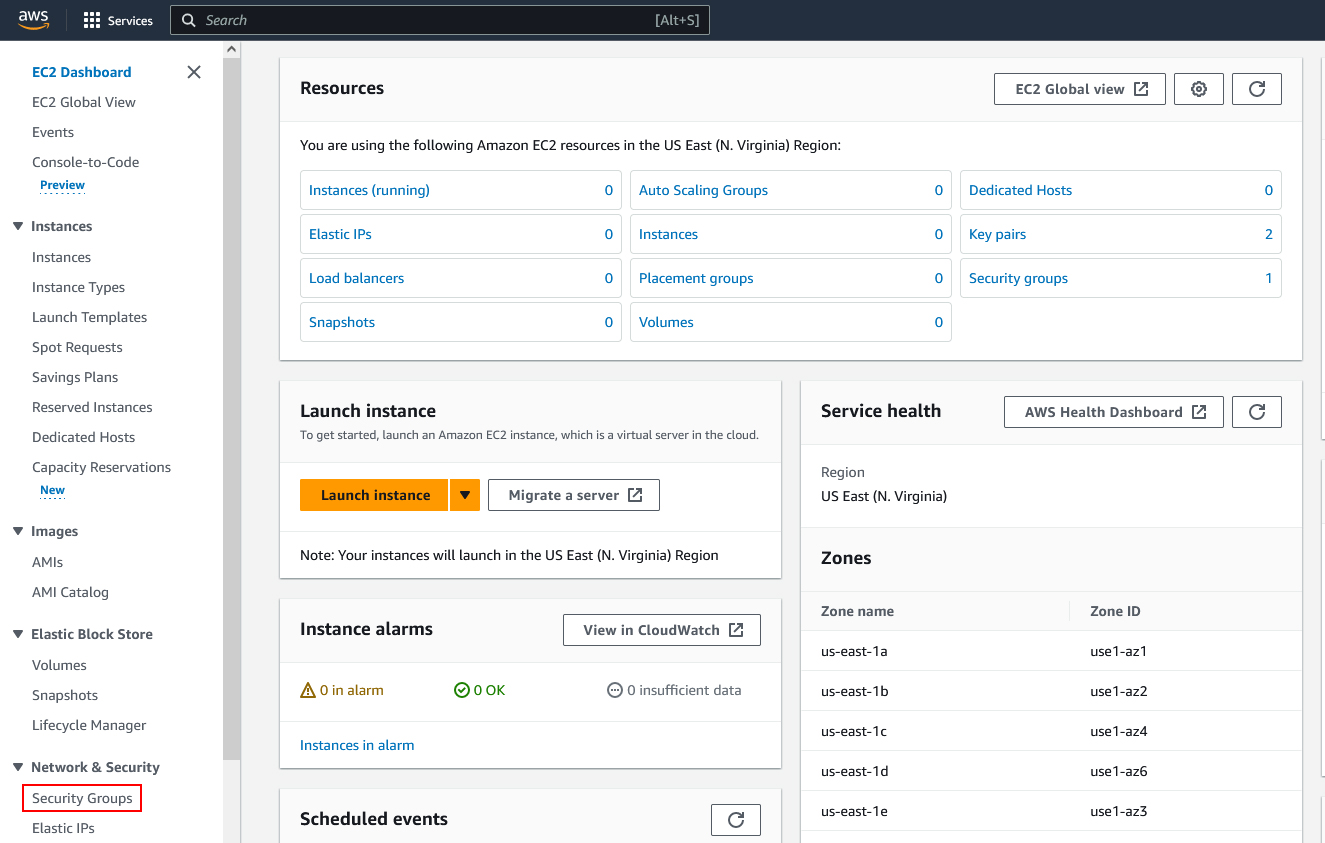 aws
Services
Search
[Alt+S]
EC2 Dashboard
EC2 Global View
Events
Console-to-Code
Preview
Instances
Instances
Instance Types
Launch Templates
Spot Requests
Savings Plans
Reserved Instances
Dedicated Hosts
Capacity Reservations
New
Images
AMIs
AMI Catalog
Elastic Block Store
Volumes
Snapshots
Lifecycle Manager
Network & Security
Security Groups
Elastic IPs
Resources
EC2 Global view
You are using the following Amazon EC2 resources in the US East (N. Virginia) Region:
Instances (running) 0
Auto Scaling Groups 0
Dedicated Hosts 0
Elastic IPs 0
Instances 0
Key pairs 2
Load balancers 0
Placement groups 0
Security groups 1
Snapshots 0
Volumes 0
Launch instance
To get started, launch an Amazon EC2 instance, which is a virtual server in the cloud.
Launch instance
Migrate a server
Note: Your instances will launch in the US East (N. Virginia) Region
Instance alarms
View in CloudWatch
0 in alarm
0 OK
0 insufficient data
Instances in alarm
Scheduled events
Service health
AWS Health Dashboard
Region
US East (N. Virginia)
Zones
Zone name Zone ID
us-east-1a use1-az1
us-east-1b use1-az2
us-east-1c use1-az4
us-east-1d use1-az6
us-east-1e use1-az3